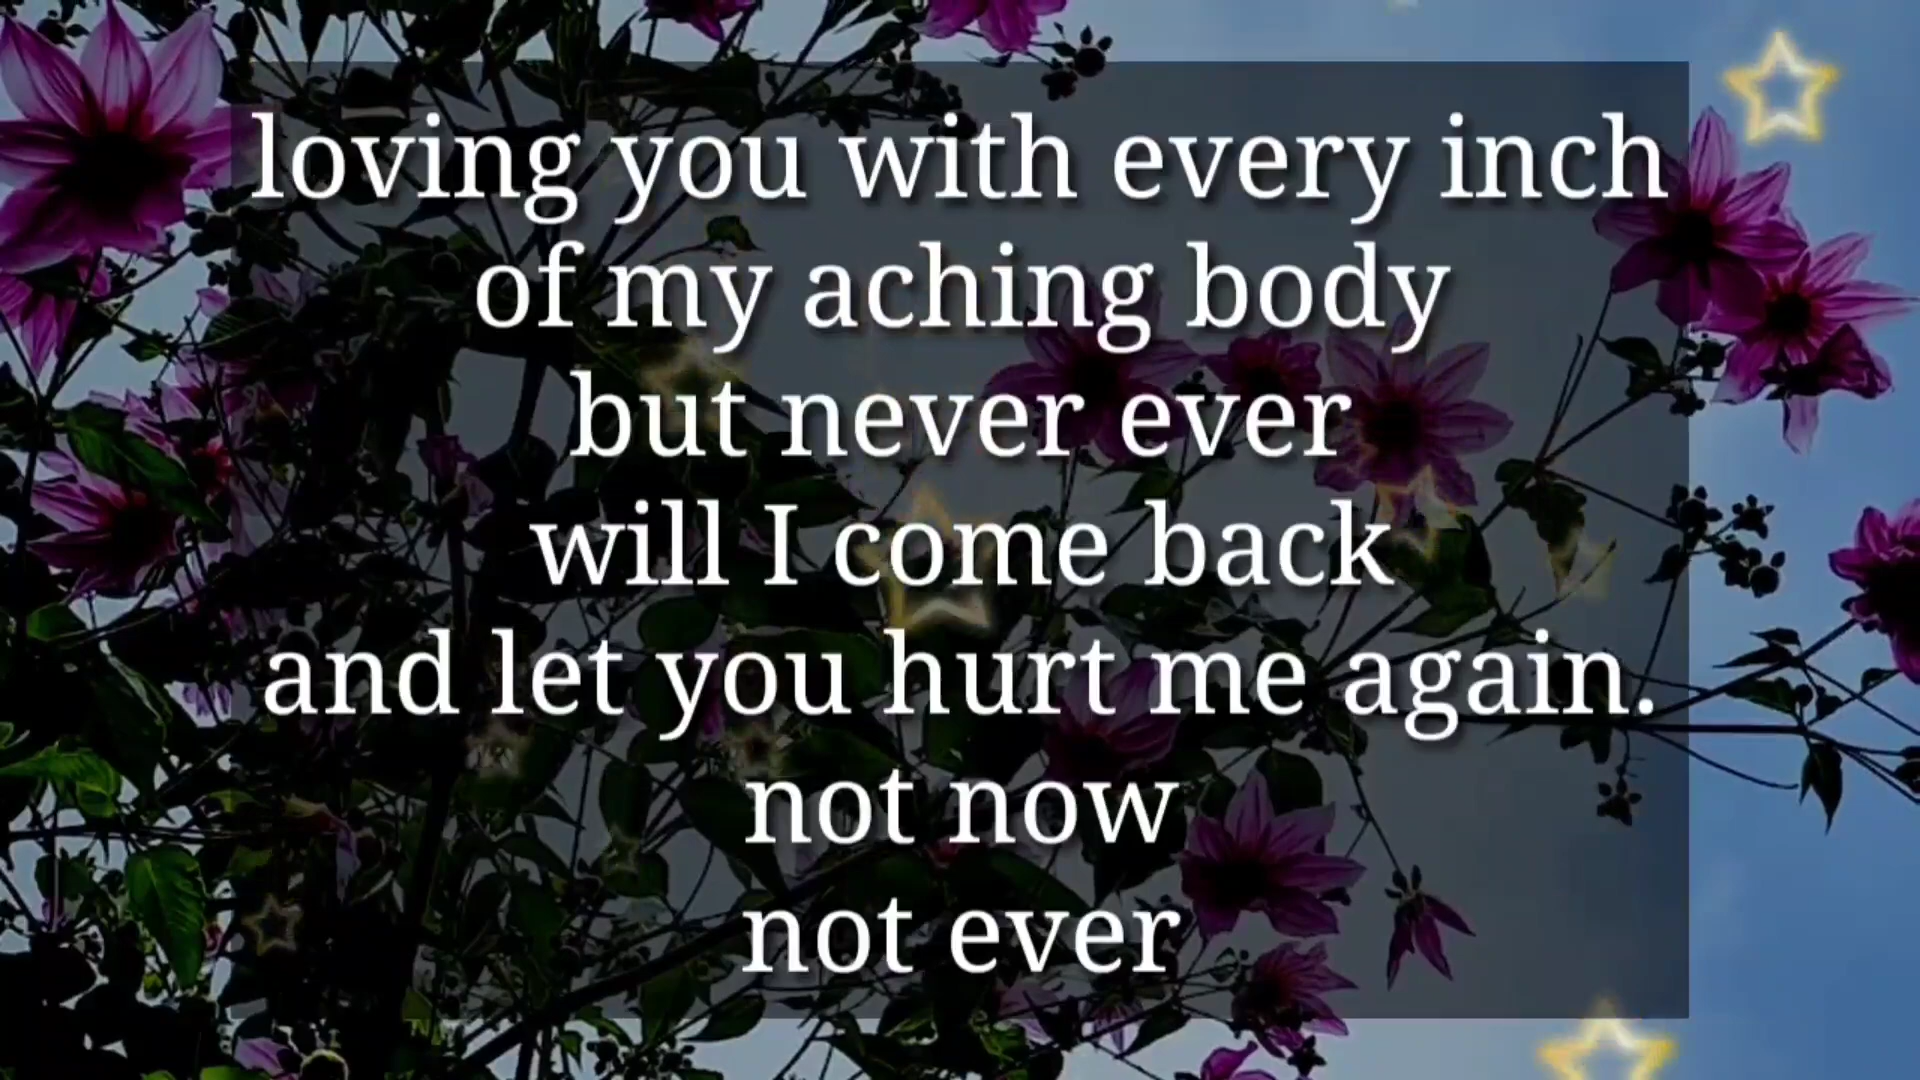 loving you with every inch
of my aching body
but never ever
will I come back
and let you hurt me again.
not now
not ever